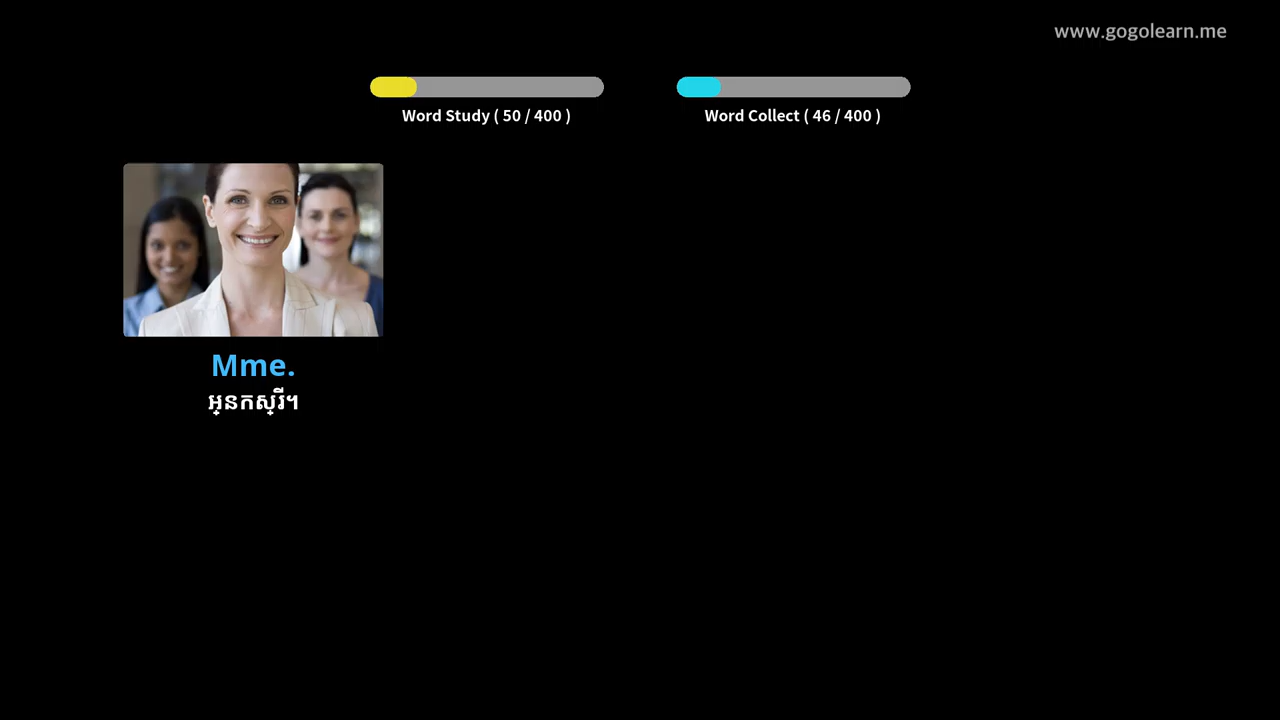 www.gogolearn.me
Word Study ( 50 / 400 )
Word Collect ( 46 / 400 )
Mme.
អ្នកស្រី។